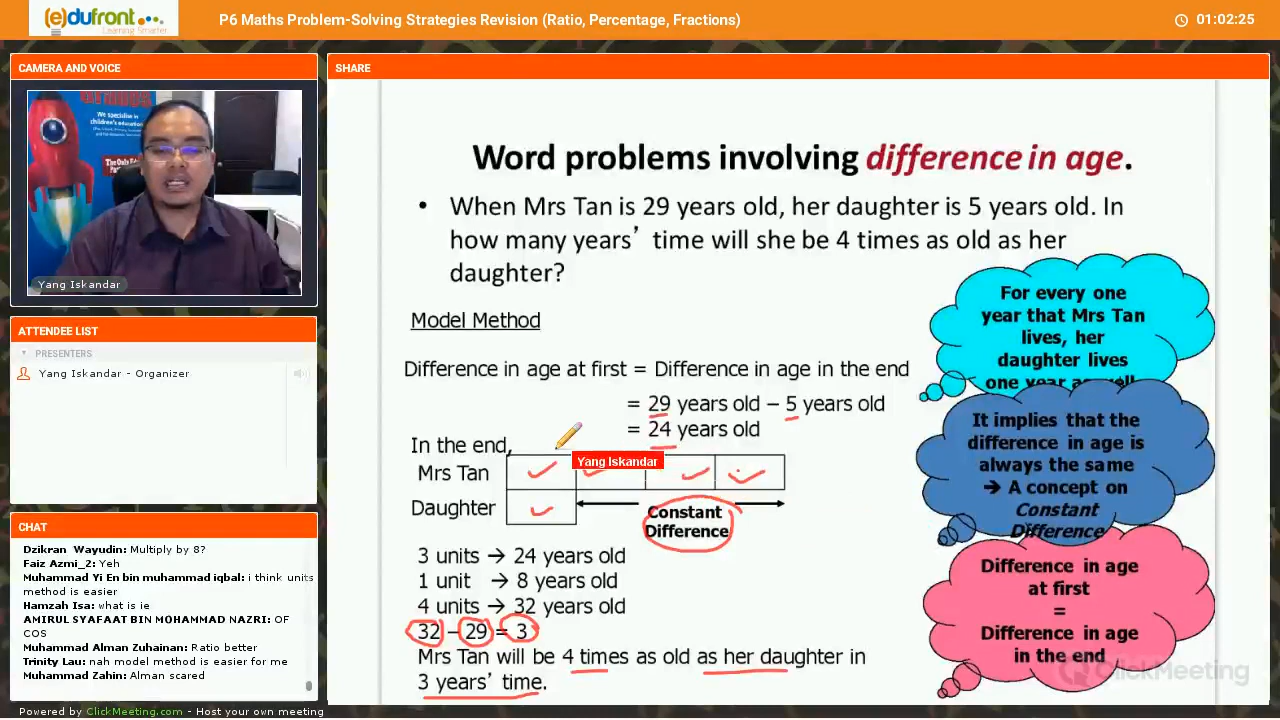 (e)dufront
Learning Smarter
P6 Maths Problem-Solving Strategies Revision (Ratio, Percentage, Fractions)
01:02:25
CAMERA AND VOICE
We specialise in
children's education
The Only
Yang Iskandar
ATTENDEE LIST
PRESENTERS
Yang Iskandar - Organizer
CHAT
Dzikran Wayudin: Multiply by 8?
Faiz Azmi_2: Yeh
Muhammad Yi En bin muhammad iqbal: i think units
method is easier
Hamzah Isa: what is ie
AMIRUL SYAFAAT BIN MOHAMMAD NAZRI: OF
COS
Muhammad Alman Zuhainan: Ratio better
Trinity Lau: nah model method is easier for me
Muhammad Zahin: Alman scared
Powered by ClickMeeting.com - Host your own meeting
SHARE
Word problems involving difference in age.
• When Mrs Tan is 29 years old, her daughter is 5 years old. In
how many years’ time will she be 4 times as old as her
daughter?
Model Method
Difference in age at first = Difference in age in the end
= 29 years old – 5 years old
= 24 years old
In the end,
Mrs Tan
Yang Iskandar
Daughter
Constant
Difference
3 units → 24 years old
1 unit → 8 years old
4 units → 32 years old
32 – 29 = 3
Mrs Tan will be 4 times as old as her daughter in
3 years’ time.
For every one
year that Mrs Tan
lives, her
daughter lives
one year as well
It implies that the
difference in age is
always the same
→ A concept on
Constant
Difference
Difference in age
at first
=
Difference in age
in the end
ClickMeeting